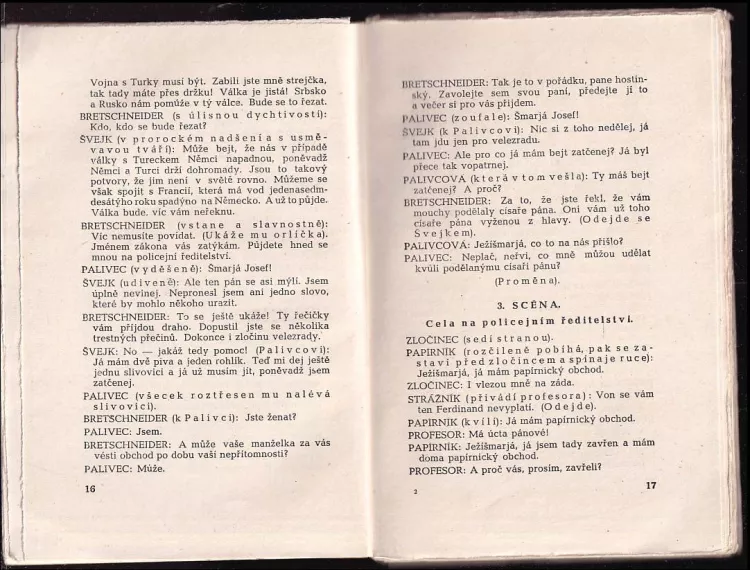 Vojna s Turky musí být. Zabili jste mně strejčka,
tak tady máte přes držku! Válka je jistá! Srbsko
a Rusko nám pomůže v tý válce. Bude se to řezat.
BRETSCHNEIDER (s úlisnou dychtivostí):
Kdo, kdo se bude řezat?
ŠVEJK (v prorockém nadšení a s usmě-
vavou tváří): Může bejt, že nás v případě
války s Tureckem Němci napadnou, poněvadž
Němci a Turci drží dohromady. Jsou to takový
potvory, že jim není v světě rovno. Můžeme se
však spojit s Francií, která má vod jedenasedm-
desátýho roku spadýno na Německo. A už to půjde.
Válka bude. víc vám neřeknu.
BRETSCHNEIDER (vstane a slavnostně):
Víc nemusíte povidat. (Ukáže mu orlíčka).
Jménem zákona vás zatýkám. Půjdete hned se
mnou na policejní ředitelství.
PALIVEC (vyděšeně): Šmarjá Josef!
ŠVEJK (udiveně): Ale ten pán se asi mýlí. Jsem
úplně nevinej. Nepronesl jsem ani jedno slovo,
které by mohlo někoho urazit.
BRETSCHNEIDER: To se ještě ukáže! Ty řečičky
vám přijdou draho. Dopustil jste se několika
trestných přečinů. Dokonce i zločinu velezrady.
ŠVEJK: No — jakáž tedy pomoc! (Palivcovi):
Já mám dvě piva a jeden rohlík. Teď mi dej ještě
jednu slivovici a já už musím jít, poněvadž jsem
zatčenej.
PALIVEC (všecek roztřesen mu nalévá
slivovici).
BRETSCHNEIDER (k Palivci): Jste ženat?
PALIVEC: Jsem.
BRETSCHNEIDER: A může vaše manželka za vás
vésti obchod po dobu vaší nepřítomnosti?
PALIVEC: Může.
16
BRETSCHNEIDER: Tak je to v pořádku, pane hostin-
ský. Zavolejte sem svou paní, předejte jí to
a večer si pro vás přijdem.
PALIVEC (zoufale): Šmarjá Josef!
ŠVEJK (k Palivcovi): Nic si z toho nedělej, já
tam jdu jen pro velezradu.
PALIVEC: Ale pro co já mám bejt zatčenej? Já byl
přece tak vopatrnej.
PALIVCOVÁ (která v tom vešla): Ty máš bejt
zatčenej? A proč?
BRETSCHNEIDER: Za to, že jste řekl, že vám
mouchy podělaly císaře pána. Oni vám už toho
císaře pána vyženou z hlavy. (Odejde se
Švejkem).
PALIVCOVÁ: Ježíšmarjá, co to na nás přišlo?
PALIVEC: Neplač, neřvi, co mně můžou udělat
kvůli podělanýmu císaři pánu?
(Proměna).
3. SCÉNA.
Cela na policejním ředitelství.
ZLOČINEC (sedí stranou).
PAPIRNÍK (rozčileně pobíhá, pak se za-
staví před zločincem a spíná je ruce):
Ježíšmarjá, já mám papírnický obchod.
ZLOČINEC: I vlezou mně na záda.
STRÁŽNÍK (přivádí profesora): Von se vám
ten Ferdinand nevyplatí. (Odejde).
PAPIRNÍK (kvílí): Já mám papírnický obchod.
PROFESOR: Má úcta pánové!
PAPIRNÍK: Ježíšmarjá, já jsem tady zavřen a mám
doma papírnický obchod.
PROFESOR: A proč vás, prosím, zavřeli?
2
17